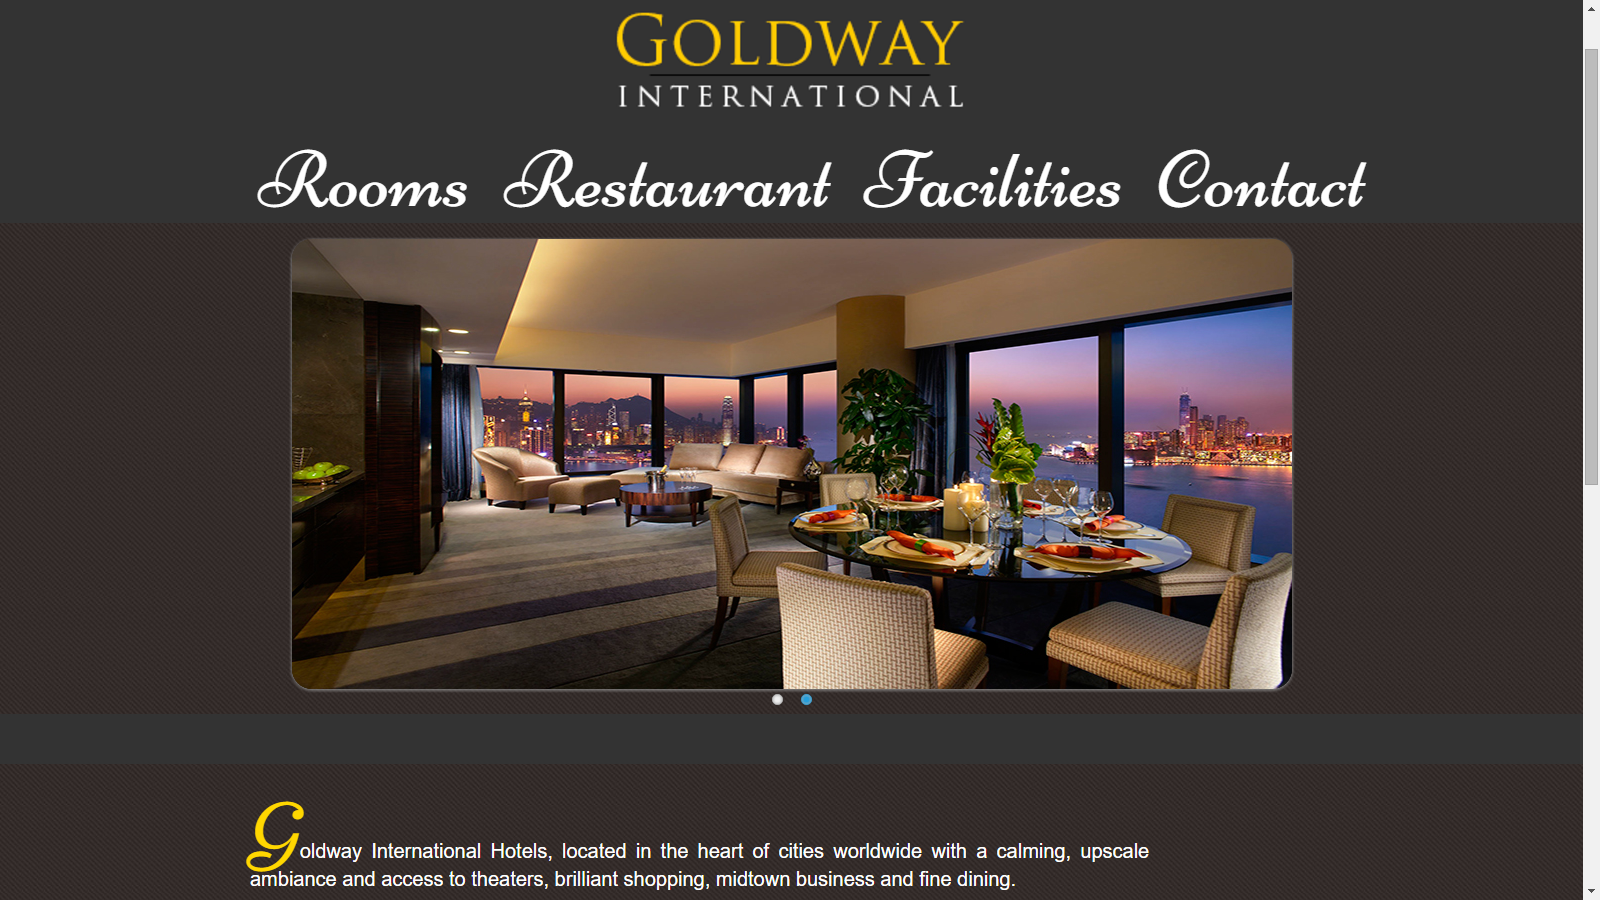 GOLDWAY
INTERNATIONAL
Rooms Restaurant Facilities Contact
Goldway International Hotels, located in the heart of cities worldwide with a calming, upscale
ambiance and access to theaters, brilliant shopping, midtown business and fine dining.